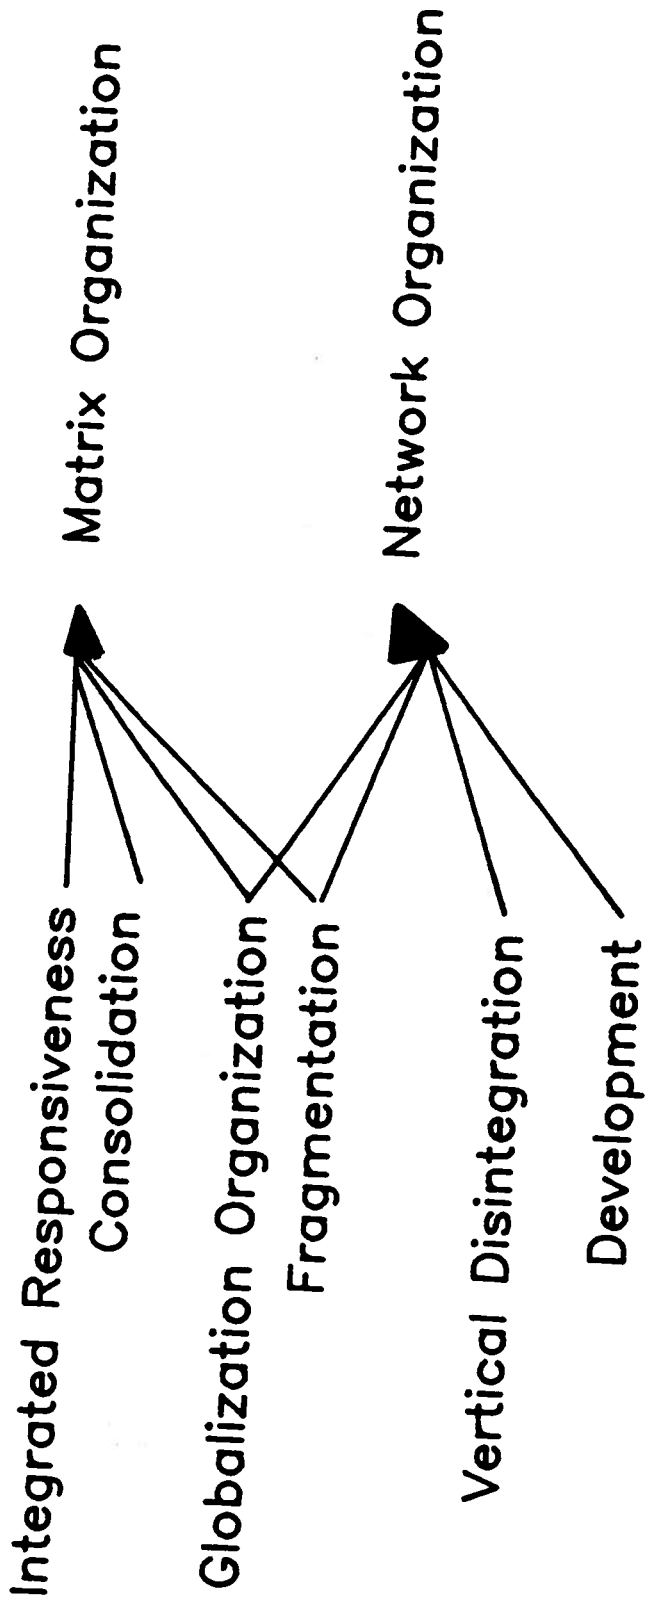 Integrated Responsiveness
Consolidation
Matrix Organization
Globalization Organization
Fragmentation
Network Organization
Vertical Disintegration
Development